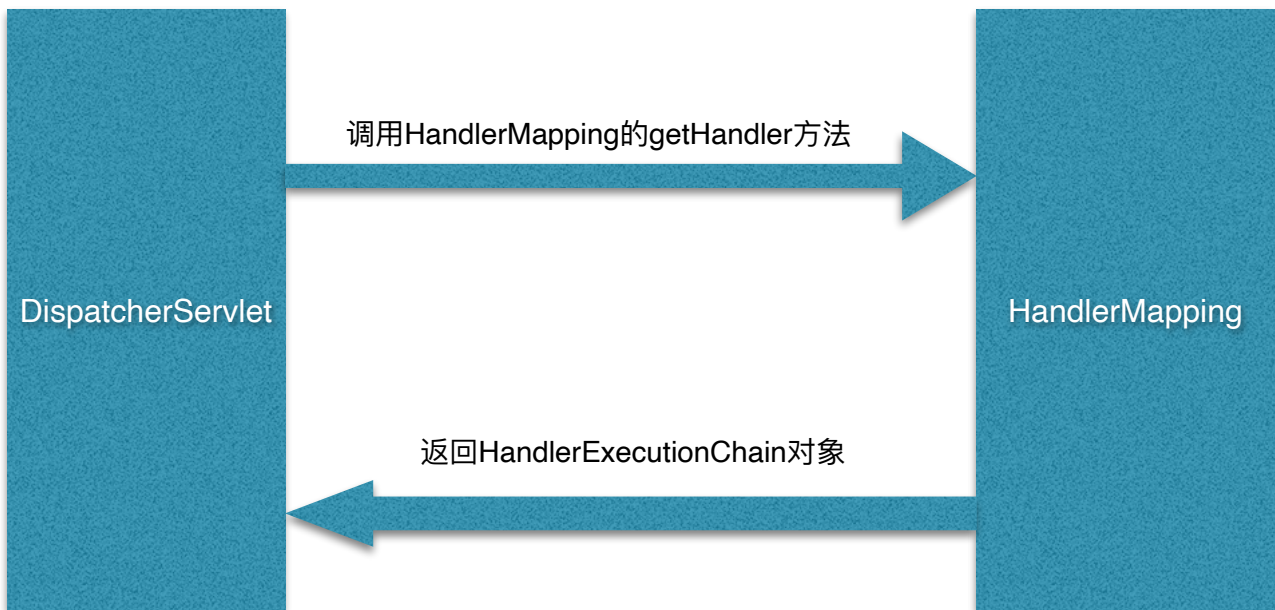 调用HandlerMapping的getHandler方法
DispatcherServlet
HandlerMapping
返回HandlerExecutionChain对象